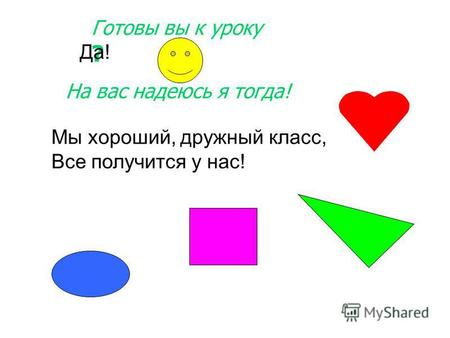 Готовы вы к уроку
?
Да!
На вас надеюсь я тогда!
Мы хороший, дружный класс,
Все получится у нас!
MyShared